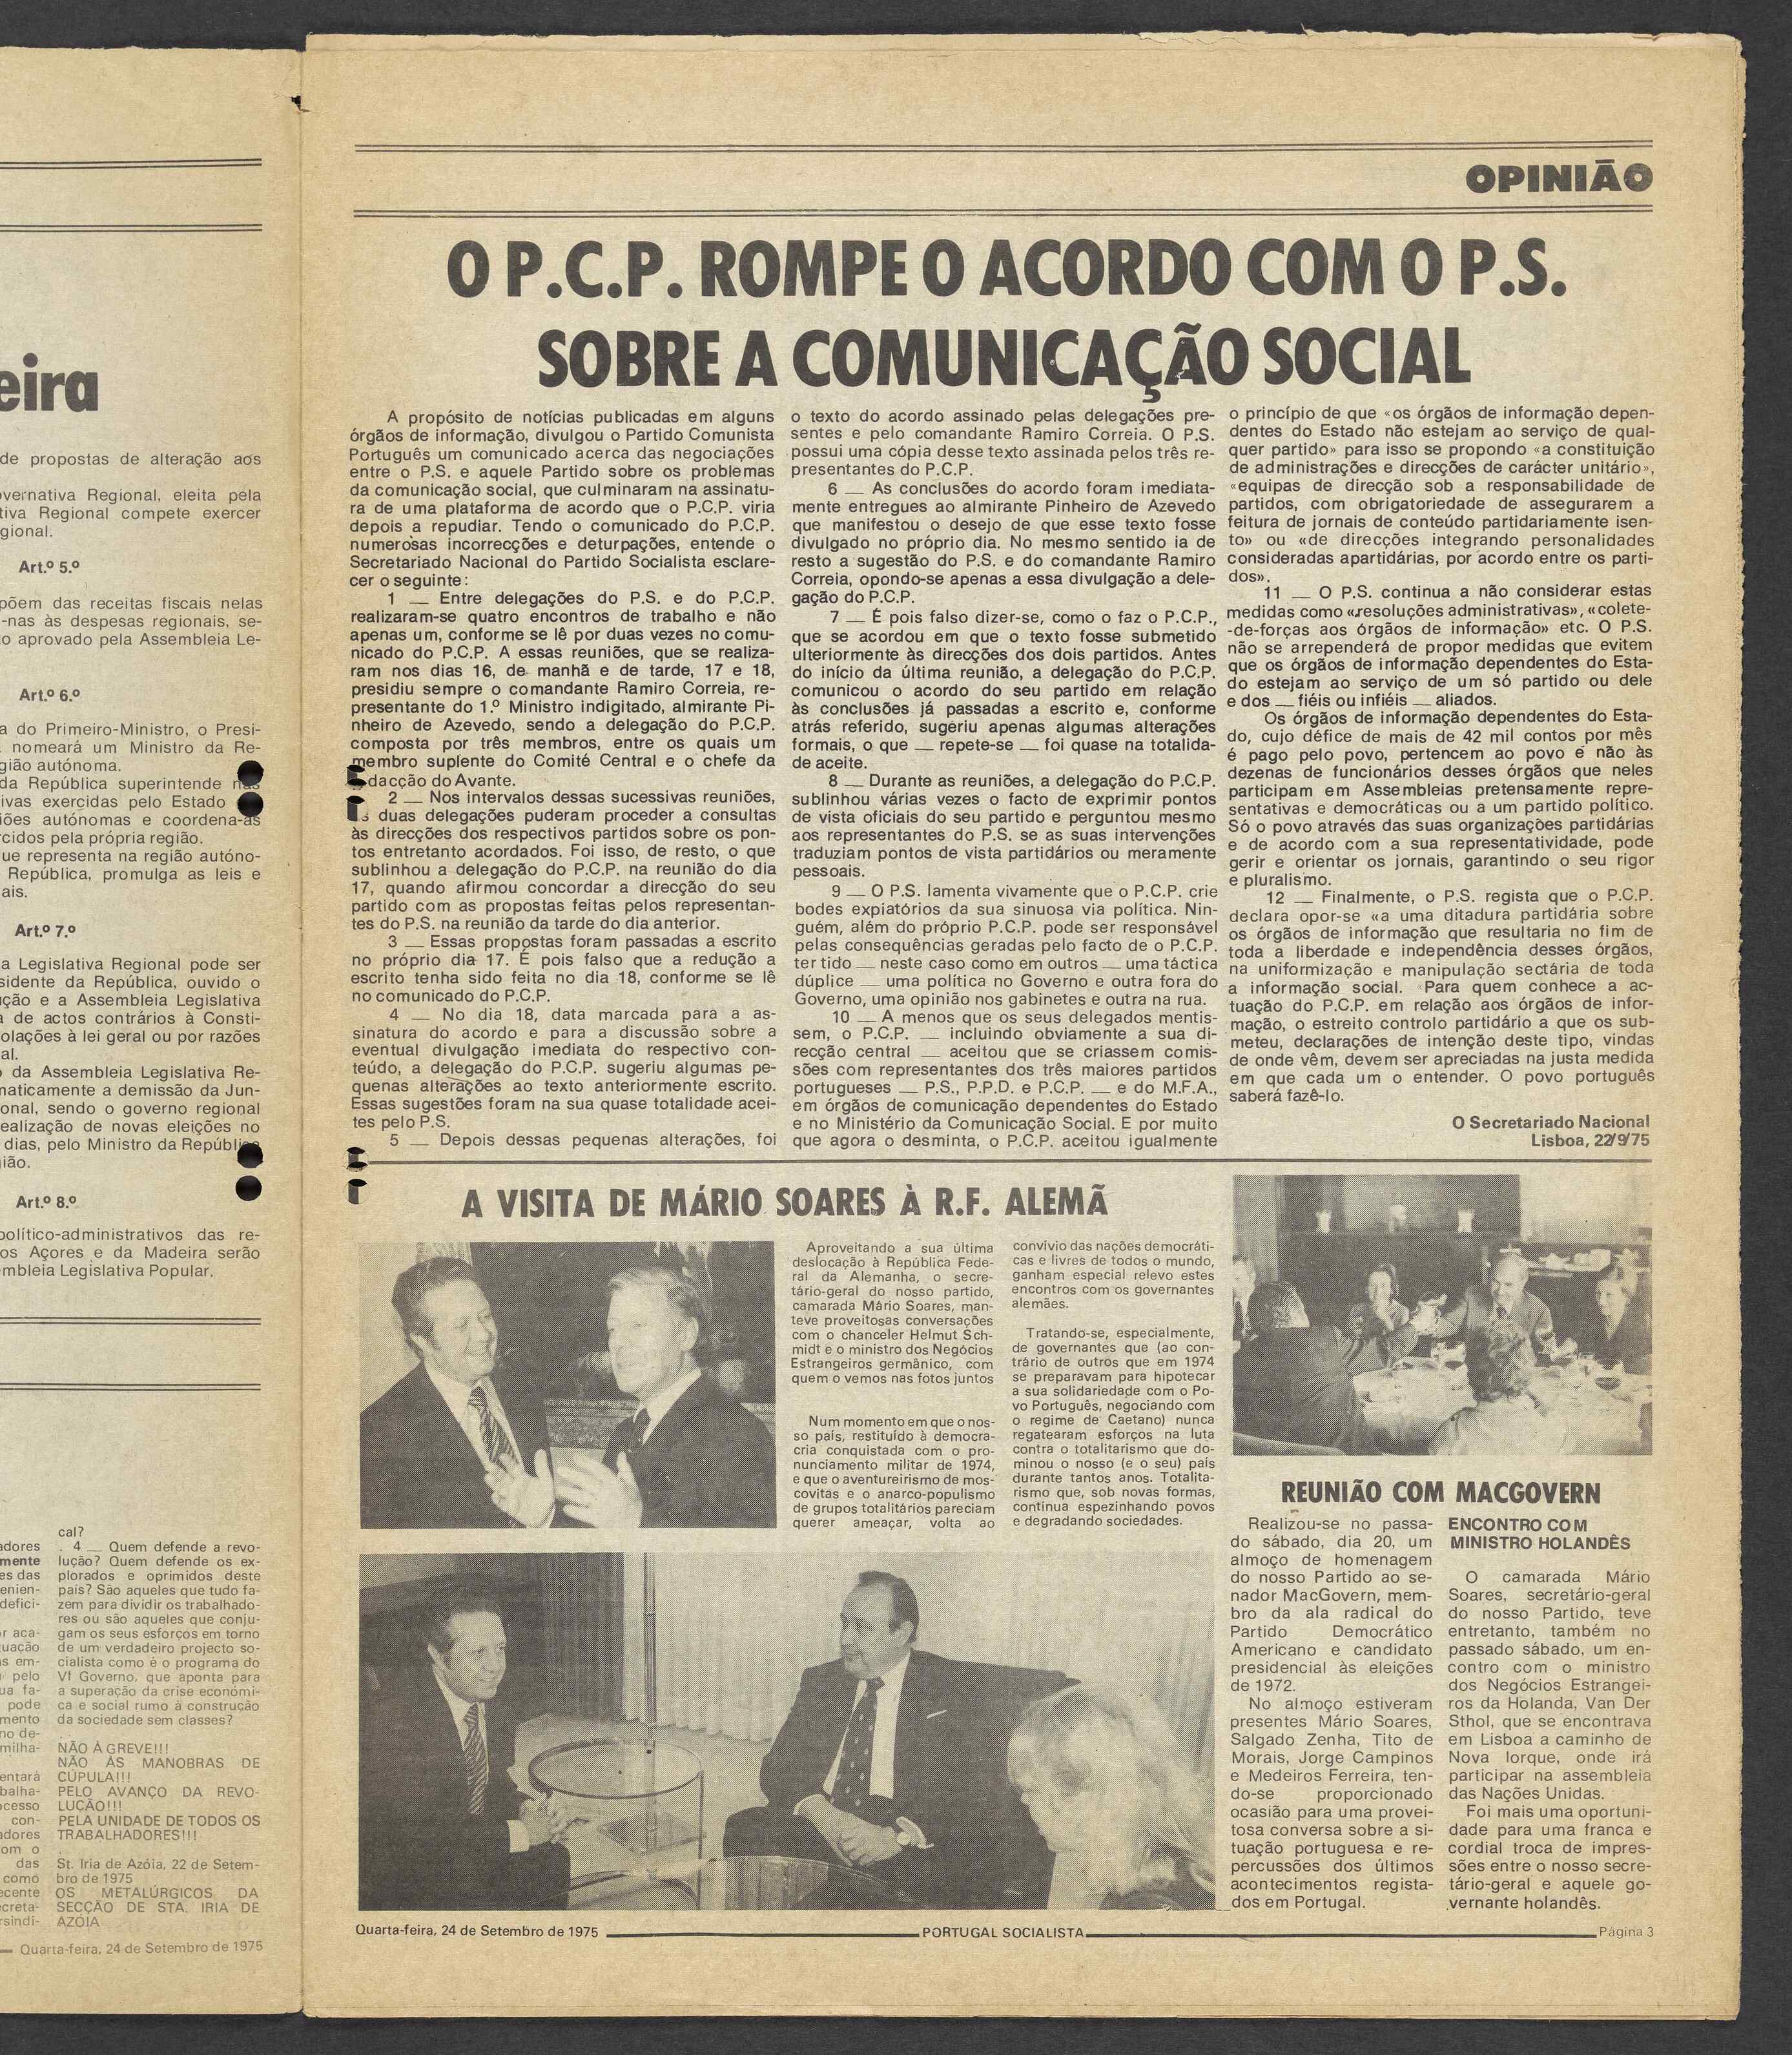 eira
de propostas de alteração aos
vernativa Regional, eleita pela
tiva Regional compete exercer
gional.
Art.º 5.º
põem das receitas fiscais nelas
-nas às despesas regionais, se-
o aprovado pela Assembleia Le-
Art.º 6.º
a do Primeiro-Ministro, o Presi-
nomeará um Ministro da Re-
gião autónoma.
da República superintende nas
ivas exercidas pelo Estado
iões autónomas e coordena-as
rcidos pela própria região.
ue representa na região autóno-
República, promulga as leis e
ais.
Art.º 7.º
a Legislativa Regional pode ser
sidente da República, ouvido o
ução e a Assembleia Legislativa
a de actos contrários à Consti-
olações à lei geral ou por razões
al.
o da Assembleia Legislativa Re-
naticamente a demissão da Jun-
onal, sendo o governo regional
ealização de novas eleições no
dias, pelo Ministro da República
ião.
Art.º 8.º
político-administrativos das re-
os Açores e da Madeira serão
mbleia Legislativa Popular.
adores
mente
es das
enien-
defici-
r aca-
uação
s em-
pelo
ua fa-
pode
mento
no de-
milha-
entará
balha-
ocesso
con-
adores
om o
das
como
ecente
ecreta-
rsindi-
cal?
4 — Quem defende a revo-
lução? Quem defende os ex-
plorados e oprimidos deste
país? São aqueles que tudo fa-
zem para dividir os trabalhado-
res ou são aqueles que conju-
gam os seus esforços em torno
de um verdadeiro projecto so-
cialista como é o programa do
VI Governo, que aponta para
a superação da crise económi-
ca e social rumo à construção
da sociedade sem classes?
NÃO À GREVE!!!
NÃO ÀS MANOBRAS DE
CÚPULA!!!
PELO AVANÇO DA REVO-
LUÇÃO!!!
PELA UNIDADE DE TODOS OS
TRABALHADORES!!!
St. Iria de Azóia, 22 de Setem-
bro de 1975
OS METALÚRGICOS DA
SECÇÃO DE STA. IRIA DE
AZÓIA
Quarta-feira, 24 de Setembro de 1975
OPINIÃO
O P.C.P. ROMPE O ACORDO COM O P.S.
SOBRE A COMUNICAÇÃO SOCIAL
A propósito de notícias publicadas em alguns
órgãos de informação, divulgou o Partido Comunista
Português um comunicado acerca das negociações
entre o P.S. e aquele Partido sobre os problemas
da comunicação social, que culminaram na assinatu-
ra de uma plataforma de acordo que o P.C.P. viria
depois a repudiar. Tendo o comunicado do P.C.P.
numerosas incorrecções e deturpações, entende o
Secretariado Nacional do Partido Socialista esclare-
cer o seguinte:
1 — Entre delegações do P.S. e do P.C.P.
realizaram-se quatro encontros de trabalho e não
apenas um, conforme se lê por duas vezes no comu-
nicado do P.C.P. A essas reuniões, que se realiza-
ram nos dias 16, de manhã e de tarde, 17 e 18,
presidiu sempre o comandante Ramiro Correia, re-
presentante do 1.º Ministro indigitado, almirante Pi-
nheiro de Azevedo, sendo a delegação do P.C.P.
composta por três membros, entre os quais um
membro suplente do Comité Central e o chefe da
dacção do Avante.
2 — Nos intervalos dessas sucessivas reuniões,
s duas delegações puderam proceder a consultas
às direcções dos respectivos partidos sobre os pon-
tos entretanto acordados. Foi isso, de resto, o que
sublinhou a delegação do P.C.P. na reunião do dia
17, quando afirmou concordar a direcção do seu
partido com as propostas feitas pelos representan-
tes do P.S. na reunião da tarde do dia anterior.
3 — Essas propostas foram passadas a escrito
no próprio dia 17. É pois falso que a redução a
escrito tenha sido feita no dia 18, conforme se lê
no comunicado do P.C.P.
4 — No dia 18, data marcada para a as-
sinatura do acordo e para a discussão sobre a
eventual divulgação imediata do respectivo con-
teúdo, a delegação do P.C.P. sugeriu algumas pe-
quenas alterações ao texto anteriormente escrito.
Essas sugestões foram na sua quase totalidade acei-
tes pelo P.S.
5 — Depois dessas pequenas alterações, foi
o texto do acordo assinado pelas delegações pre-
sentes e pelo comandante Ramiro Correia. O P.S.
possui uma cópia desse texto assinada pelos três re-
presentantes do P.C.P.
6 — As conclusões do acordo foram imediata-
mente entregues ao almirante Pinheiro de Azevedo
que manifestou o desejo de que esse texto fosse
divulgado no próprio dia. No mesmo sentido ia de
resto a sugestão do P.S. e do comandante Ramiro
Correia, opondo-se apenas a essa divulgação a dele-
gação do P.C.P.
7 — É pois falso dizer-se, como o faz o P.C.P.,
que se acordou em que o texto fosse submetido
ulteriormente às direcções dos dois partidos. Antes
do início da última reunião, a delegação do P.C.P.
comunicou o acordo do seu partido em relação
às conclusões já passadas a escrito e, conforme
atrás referido, sugeriu apenas algumas alterações
formais, o que — repete-se — foi quase na totalida-
de aceite.
8 — Durante as reuniões, a delegação do P.C.P.
sublinhou várias vezes o facto de exprimir pontos
de vista oficiais do seu partido e perguntou mesmo
aos representantes do P.S. se as suas intervenções
traduziam pontos de vista partidários ou meramente
pessoais.
9 — O P.S. lamenta vivamente que o P.C.P. crie
bodes expiatórios da sua sinuosa via política. Nin-
guém, além do próprio P.C.P. pode ser responsável
pelas consequências geradas pelo facto de o P.C.P.
ter tido — neste caso como em outros — uma táctica
dúplice — uma política no Governo e outra fora do
Governo, uma opinião nos gabinetes e outra na rua.
10 — A menos que os seus delegados mentis-
sem, o P.C.P. — incluindo obviamente a sua di-
recção central — aceitou que se criassem comis-
sões com representantes dos três maiores partidos
portugueses — P.S., P.P.D. e P.C.P. — e do M.F.A.,
em órgãos de comunicação dependentes do Estado
e no Ministério da Comunicação Social. E por muito
que agora o desminta, o P.C.P. aceitou igualmente
o princípio de que «os órgãos de informação depen-
dentes do Estado não estejam ao serviço de qual-
quer partido» para isso se propondo «a constituição
de administrações e direcções de carácter unitário»,
«equipas de direcção sob a responsabilidade de
partidos, com obrigatoriedade de assegurarem a
feitura de jornais de conteúdo partidariamente isen-
to» ou «de direcções integrando personalidades
consideradas apartidárias, por acordo entre os parti-
dos».
11 — O P.S. continua a não considerar estas
medidas como «resoluções administrativas», «colete-
-de-forças aos órgãos de informação» etc. O P.S.
não se arrependerá de propor medidas que evitem
que os órgãos de informação dependentes do Esta-
do estejam ao serviço de um só partido ou dele
e dos — fiéis ou infiéis — aliados.
Os órgãos de informação dependentes do Esta-
do, cujo défice de mais de 42 mil contos por mês
é pago pelo povo, pertencem ao povo e não às
dezenas de funcionários desses órgãos que neles
participam em Assembleias pretensamente repre-
sentativas e democráticas ou a um partido político.
Só o povo através das suas organizações partidárias
e de acordo com a sua representatividade, pode
gerir e orientar os jornais, garantindo o seu rigor
e pluralismo.
12 — Finalmente, o P.S. regista que o P.C.P.
declara opor-se «a uma ditadura partidária sobre
os órgãos de informação que resultaria no fim de
toda a liberdade e independência desses órgãos,
na uniformização e manipulação sectária de toda
a informação social. «Para quem conhece a ac-
tuação do P.C.P. em relação aos órgãos de infor-
mação, o estreito controlo partidário a que os sub-
meteu, declarações de intenção deste tipo, vindas
de onde vêm, devem ser apreciadas na justa medida
em que cada um o entender. O povo português
saberá fazê-lo.
O Secretariado Nacional
Lisboa, 22/9/75
A VISITA DE MÁRIO SOARES À R.F. ALEMÃ
Aproveitando a sua última
deslocação à República Fede-
ral da Alemanha, o secre-
tário-geral do nosso partido,
camarada Mário Soares, man-
teve proveitosas conversações
com o chanceler Helmut Sch-
midt e o ministro dos Negócios
Estrangeiros germânico, com
quem o vemos nas fotos juntos
Num momento em que o nos-
so país, restituído à democra-
cria conquistada com o pro-
nunciamento militar de 1974,
e que o aventureirismo de mos-
covitas e o anarco-populismo
de grupos totalitários pareciam
querer ameaçar, volta ao
convívio das nações democráti-
cas e livres de todos o mundo,
ganham especial relevo estes
encontros com os governantes
alemães.
Tratando-se, especialmente,
de governantes que (ao con-
trário de outros que em 1974
se preparavam para hipotecar
a sua solidariedade com o Po-
vo Português, negociando com
o regime de Caetano) nunca
regatearam esforços na luta
contra o totalitarismo que do-
minou o nosso (e o seu) país
durante tantos anos. Totalita-
rismo que, sob novas formas,
continua espezinhando povos
e degradando sociedades.
REUNIÃO COM MACGOVERN
Realizou-se no passa-
do sábado, dia 20, um
almoço de homenagem
do nosso Partido ao se-
nador MacGovern, mem-
bro da ala radical do
Partido Democrático
Americano e candidato
presidencial às eleições
de 1972.
No almoço estiveram
presentes Mário Soares,
Salgado Zenha, Tito de
Morais, Jorge Campinos
e Medeiros Ferreira, ten-
do-se proporcionado
ocasião para uma provei-
tosa conversa sobre a si-
tuação portuguesa e re-
percussões dos últimos
acontecimentos regista-
dos em Portugal.
ENCONTRO COM
MINISTRO HOLANDÊS
O camarada Mário
Soares, secretário-geral
do nosso Partido, teve
entretanto, também no
passado sábado, um en-
contro com o ministro
dos Negócios Estrangei-
ros da Holanda, Van Der
Sthol, que se encontrava
em Lisboa a caminho de
Nova Iorque, onde irá
participar na assembleia
das Nações Unidas.
Foi mais uma oportuni-
dade para uma franca e
cordial troca de impres-
sões entre o nosso secre-
tário-geral e aquele go-
vernante holandês.
Quarta-feira, 24 de Setembro de 1975
PORTUGAL SOCIALISTA
Página 3